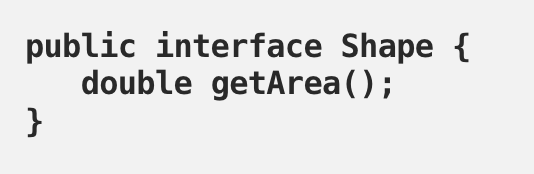 public interface Shape {
   double getArea();
}